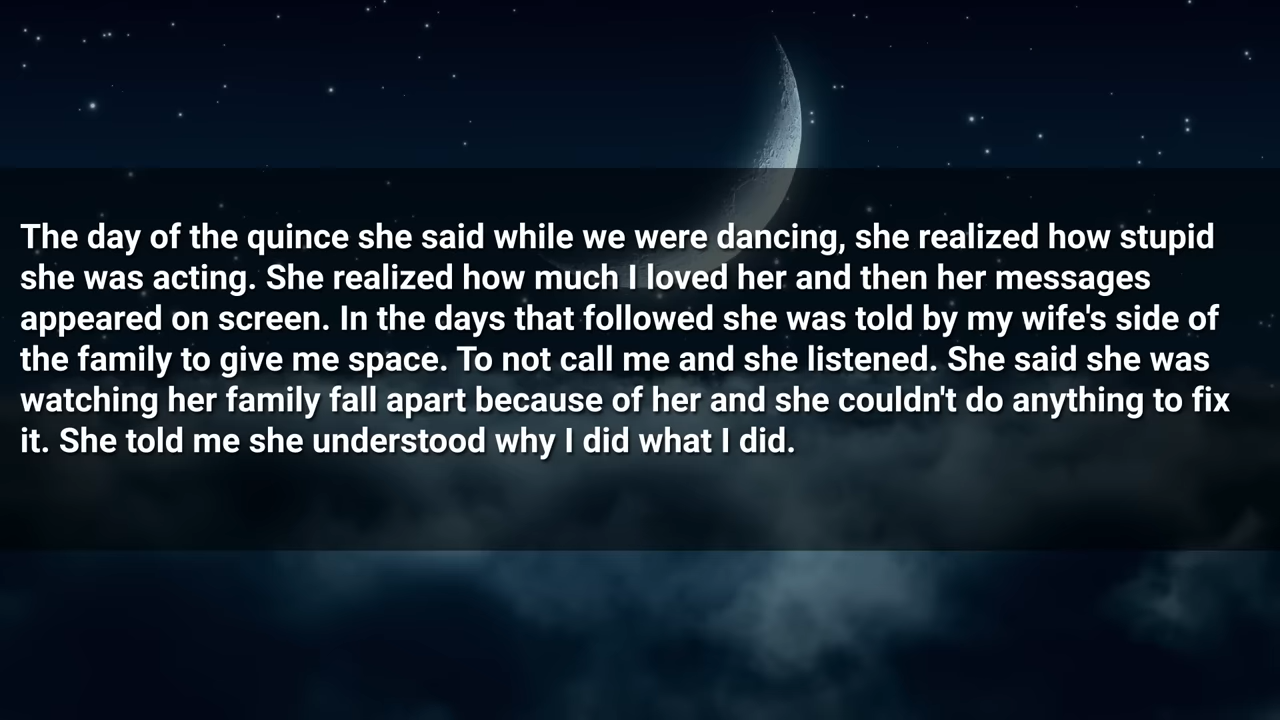 The day of the quince she said while we were dancing, she realized how stupid
she was acting. She realized how much I loved her and then her messages
appeared on screen. In the days that followed she was told by my wife's side of
the family to give me space. To not call me and she listened. She said she was
watching her family fall apart because of her and she couldn't do anything to fix
it. She told me she understood why I did what I did.